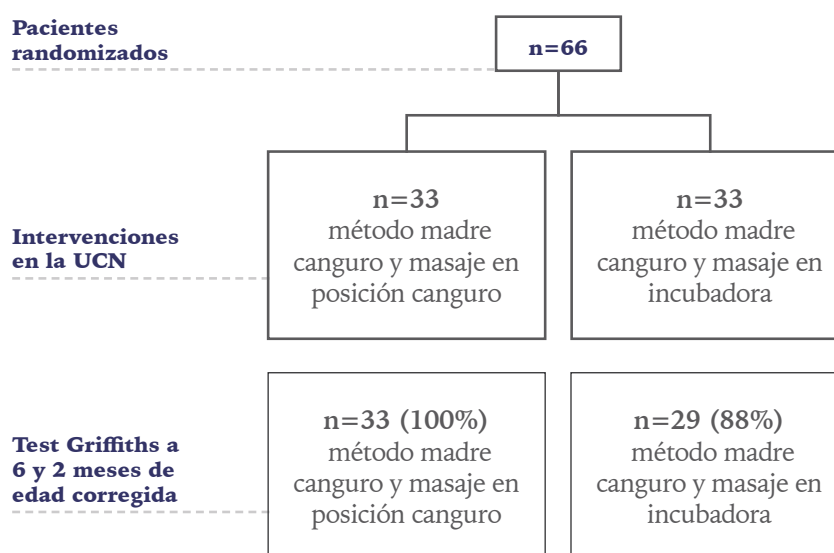 Pacientes
randomizados
n=66
Intervenciones
en la UCN
n=33
método madre
canguro y masaje en
posición canguro
n=33
método madre
canguro y masaje en
incubadora
Test Griffiths a
6 y 2 meses de
edad corregida
n=33 (100%)
método madre
canguro y masaje en
posición canguro
n=29 (88%)
método madre
canguro y masaje en
incubadora